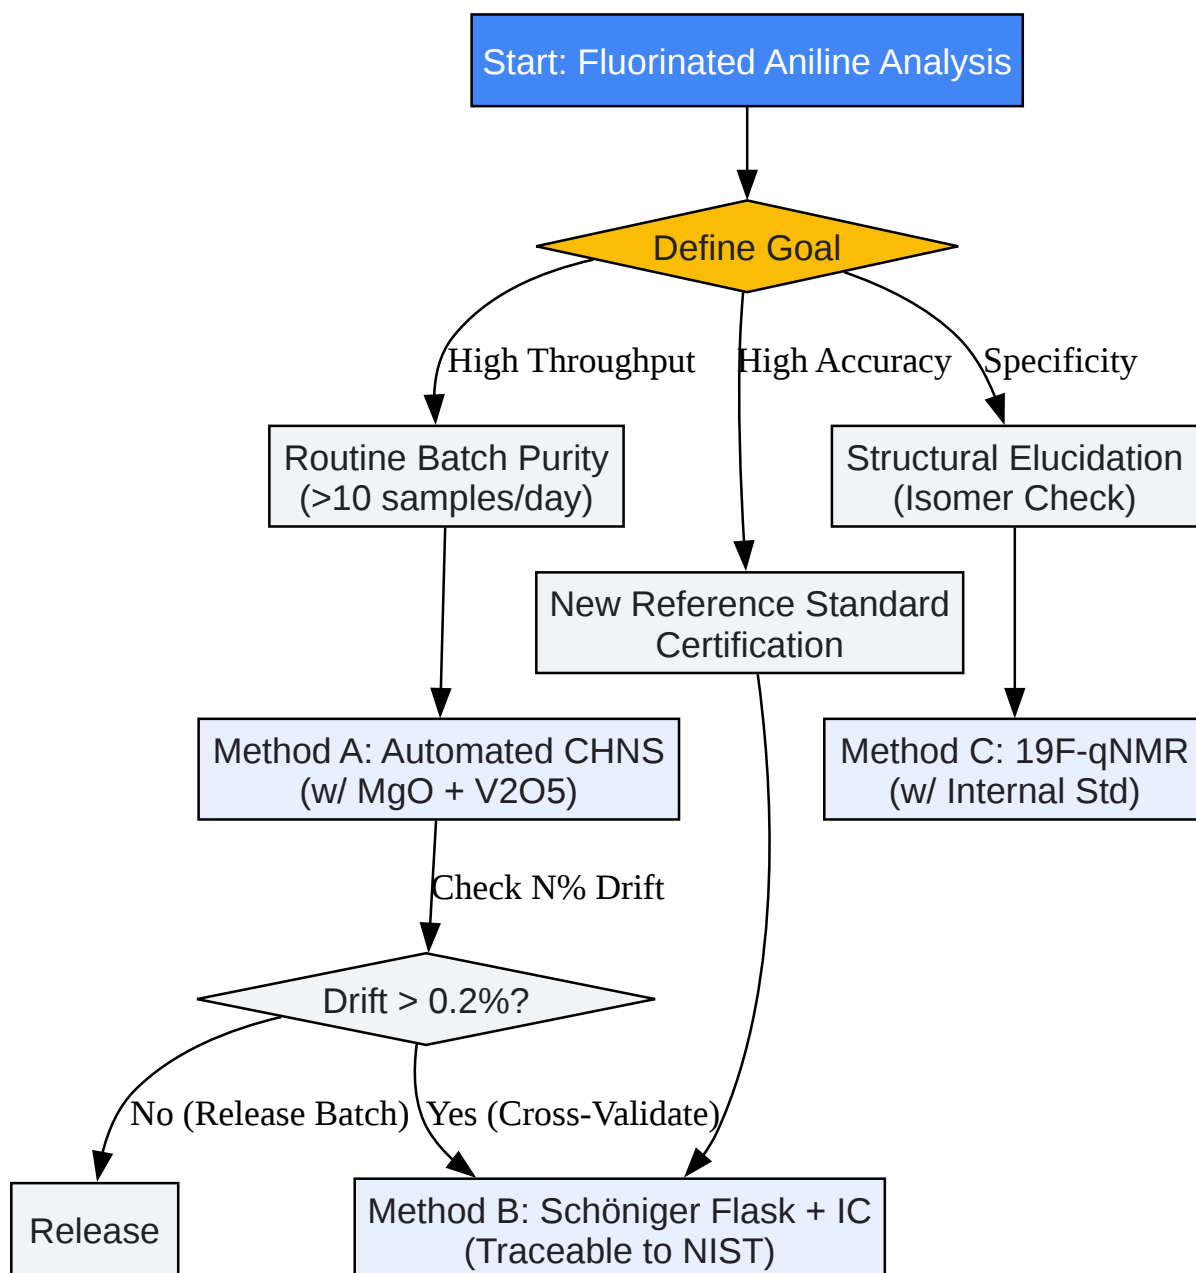 Start: Fluorinated Aniline Analysis
Define Goal
High Throughput
High Accuracy
Specificity
Routine Batch Purity
(>10 samples/day)
Structural Elucidation
(Isomer Check)
New Reference Standard
Certification
Method A: Automated CHNS
(w/ MgO + V2O5)
Method C: 19F-qNMR
(w/ Internal Std)
Check N% Drift
Drift > 0.2%?
No (Release Batch)
Yes (Cross-Validate)
Release
Method B: Schöniger Flask + IC
(Traceable to NIST)